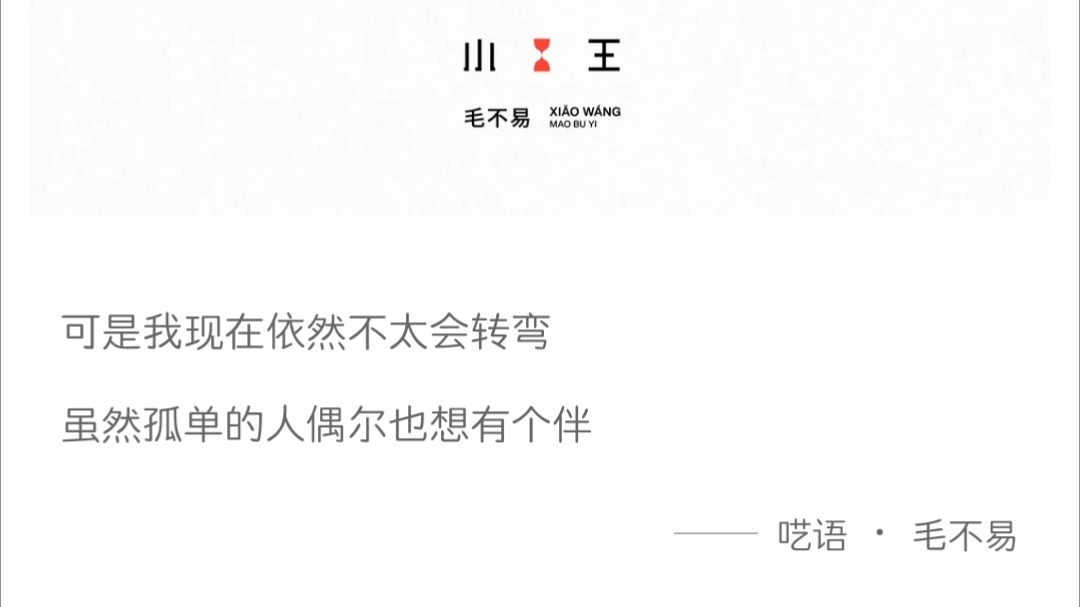 小王
毛不易 XIǍO WÁNG
MAO BU YI
可是我现在依然不太会转弯
虽然孤单的人偶尔也想有个伴
——呓语 · 毛不易